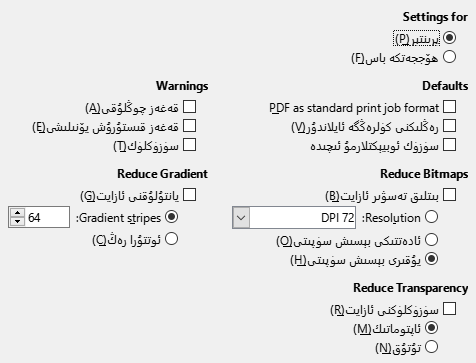 Settings for
پرىنتېر(P)
ھۆججەتكە باس(F)
Defaults
PDF as standard print job format
رەڭلىكنى كۈلرەڭگە ئايلاندۇر(V)
سۈزۈك ئوبيېكتلارمۇ ئىچىدە
Warnings
قەغەز چوڭلۇقى(A)
قەغەز قىستۇرۇش يۆنىلىشى(E)
سۈزۈكلۈك(T)
Reduce Bitmaps
بىتلىق تەسۋىر ئازايت(B)
Resolution:
72 DPI
ئادەتتىكى بېسىش سۈپىتى(O)
يۇقىرى بېسىش سۈپىتى(H)
Reduce Gradient
يانتۇلۇقنى ئازايت(G)
Gradient stripes:
64
ئوتتۇرا رەڭ(C)
Reduce Transparency
سۈزۈكلۈكنى ئازايت(R)
ئاپتوماتىك(M)
تۇتۇق(N)